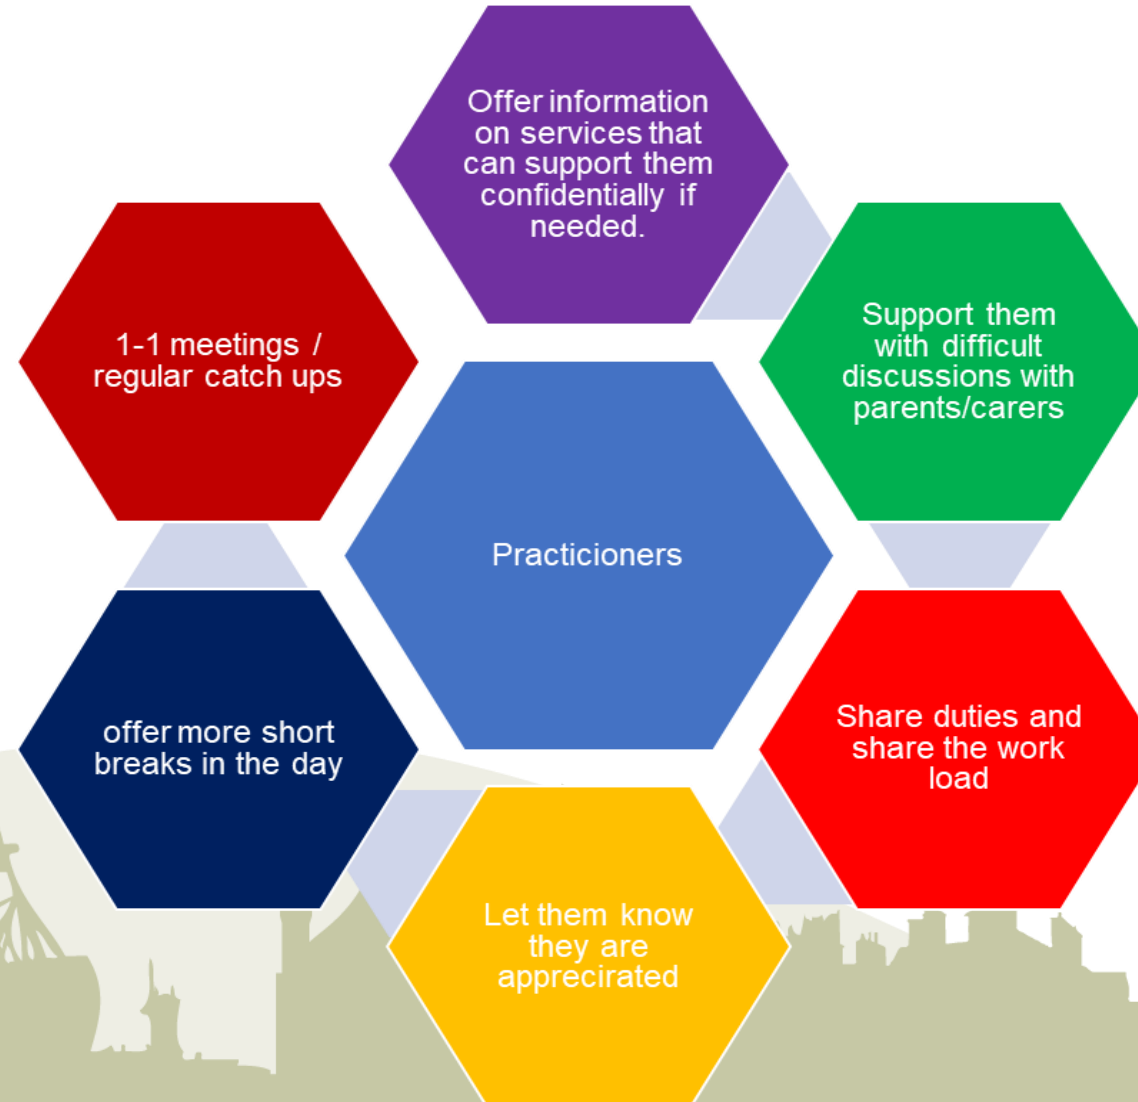 Offer information
on services that
can support them
confidentially if
needed.
Support them
with difficult
discussions with
parents/carers
1-1 meetings /
regular catch ups
Practicioners
Share duties and
share the work
load
offer more short
breaks in the day
Let them know
they are
apprecirated